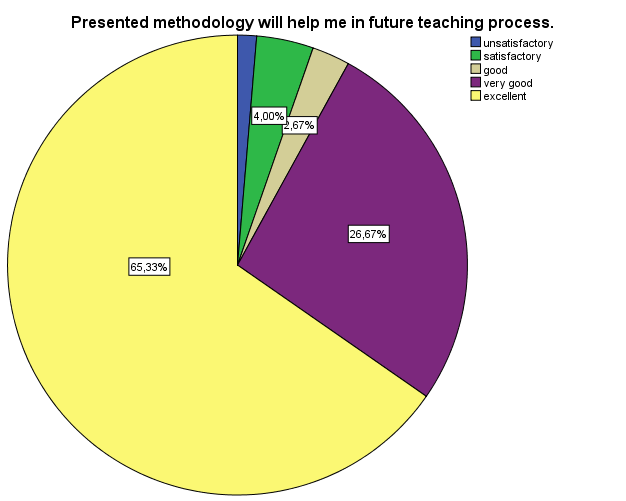 Presented methodology will help me in future teaching process.
unsatisfactory
satisfactory
good
very good
excellent
4,00%
2,67%
26,67%
65,33%